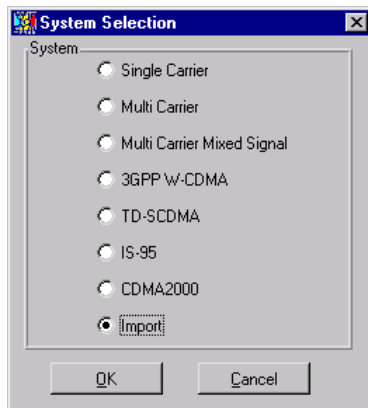 System Selection
System
Single Carrier
Multi Carrier
Multi Carrier Mixed Signal
3GPP W-CDMA
TD-SCDMA
IS-95
CDMA2000
Import
OK Cancel